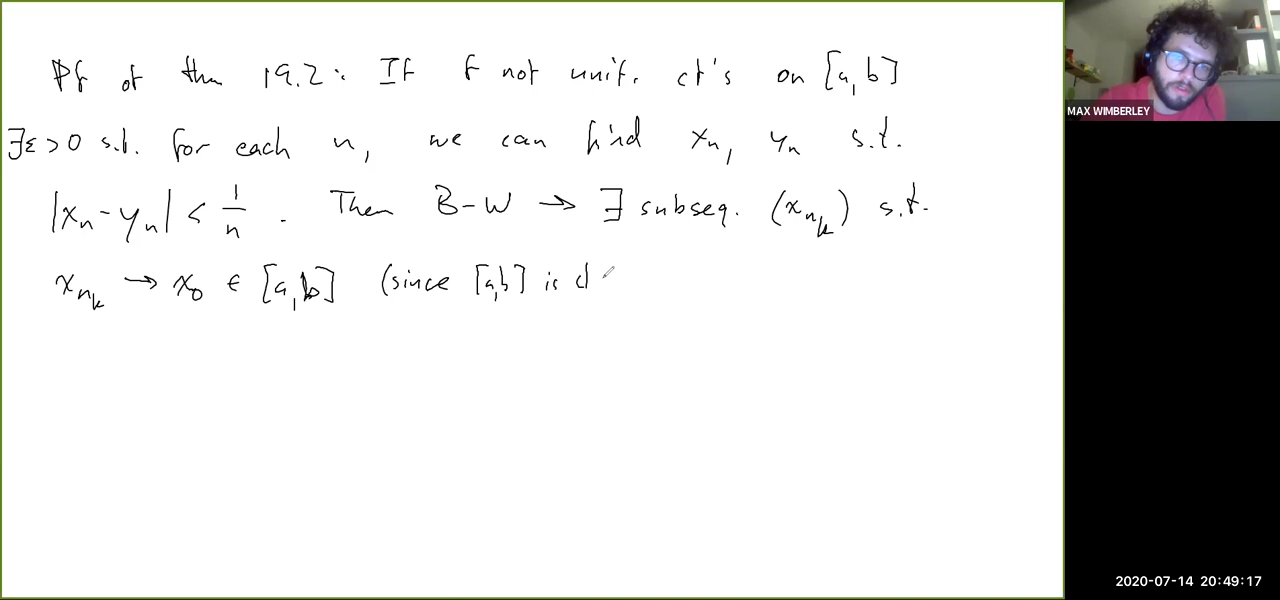 Pf of thm 19.2: If f not unif. ct's on [a, b]
∃ε > 0 s.t. for each n, we can find xₙ, yₙ s.t.
|xₙ - yₙ| < 1/n . Then B-W → ∃ subseq. (xₙₖ) s.t.
xₙₖ → x₀ ∈ [a, b] (since [a,b] is cl
MAX WIMBERLEY
2020-07-14 20:49:17